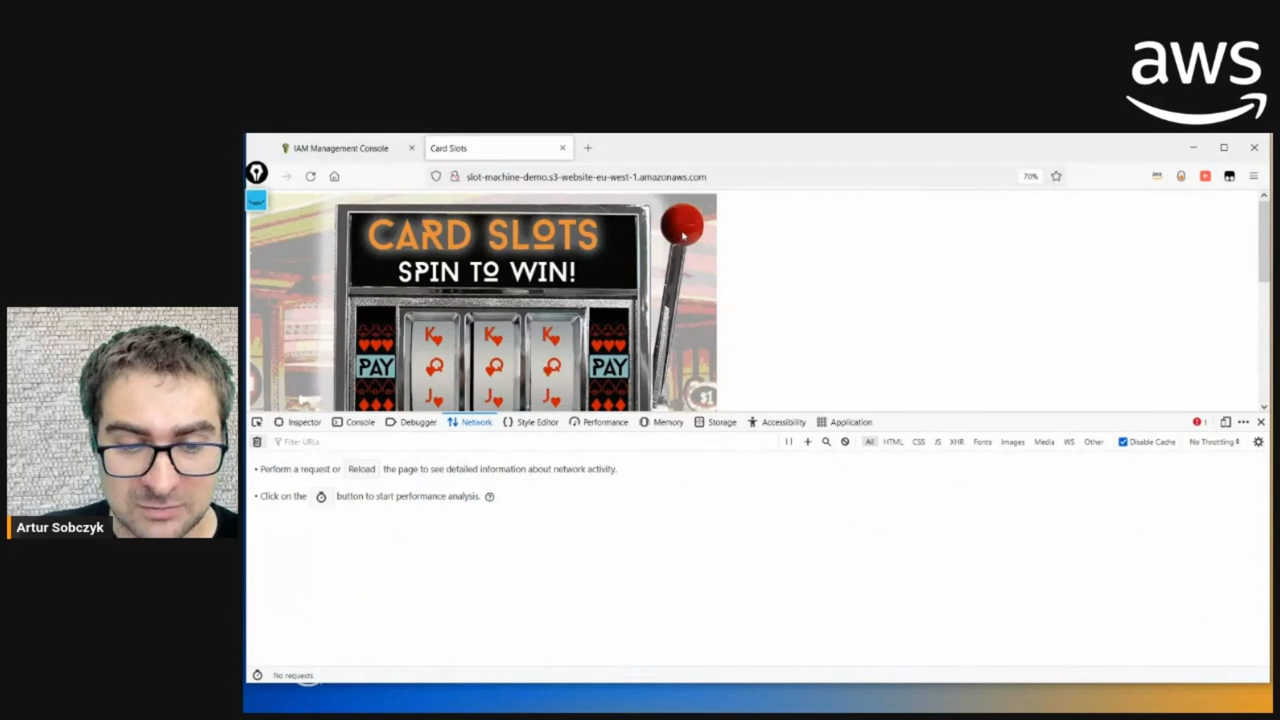 aws
IAM Management Console
Card Slots
slot-machine-demo.s3-website-eu-west-1.amazonaws.com
70%
CARD SLOTS
SPIN TO WIN!
K K K
PAY Q Q Q PAY
J J J
$1
Inspector Console Debugger Network Style Editor Performance Memory Storage Accessibility Application 1
Filter URLs
All HTML CSS JS XHR Fonts Images Media WS Other Disable Cache No Throttling
• Perform a request or Reload the page to see detailed information about network activity.
• Click on the button to start performance analysis.
No requests
Artur Sobczyk